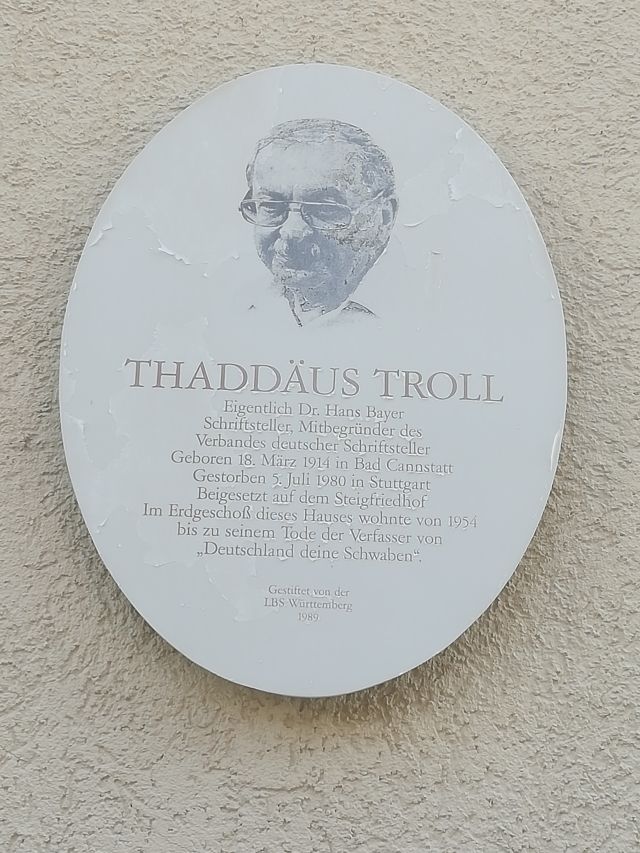 THADDÄUS TROLL
Eigentlich Dr. Hans Bayer
Schriftsteller, Mitbegründer des
Verbandes deutscher Schriftsteller
Geboren 18. März 1914 in Bad Cannstatt
Gestorben 5. Juli 1980 in Stuttgart
Beigesetzt auf dem Steigfriedhof
Im Erdgeschoß dieses Hauses wohnte von 1954
bis zu seinem Tode der Verfasser von
„Deutschland deine Schwaben“.
Gestiftet von der
LBS Württemberg
1989